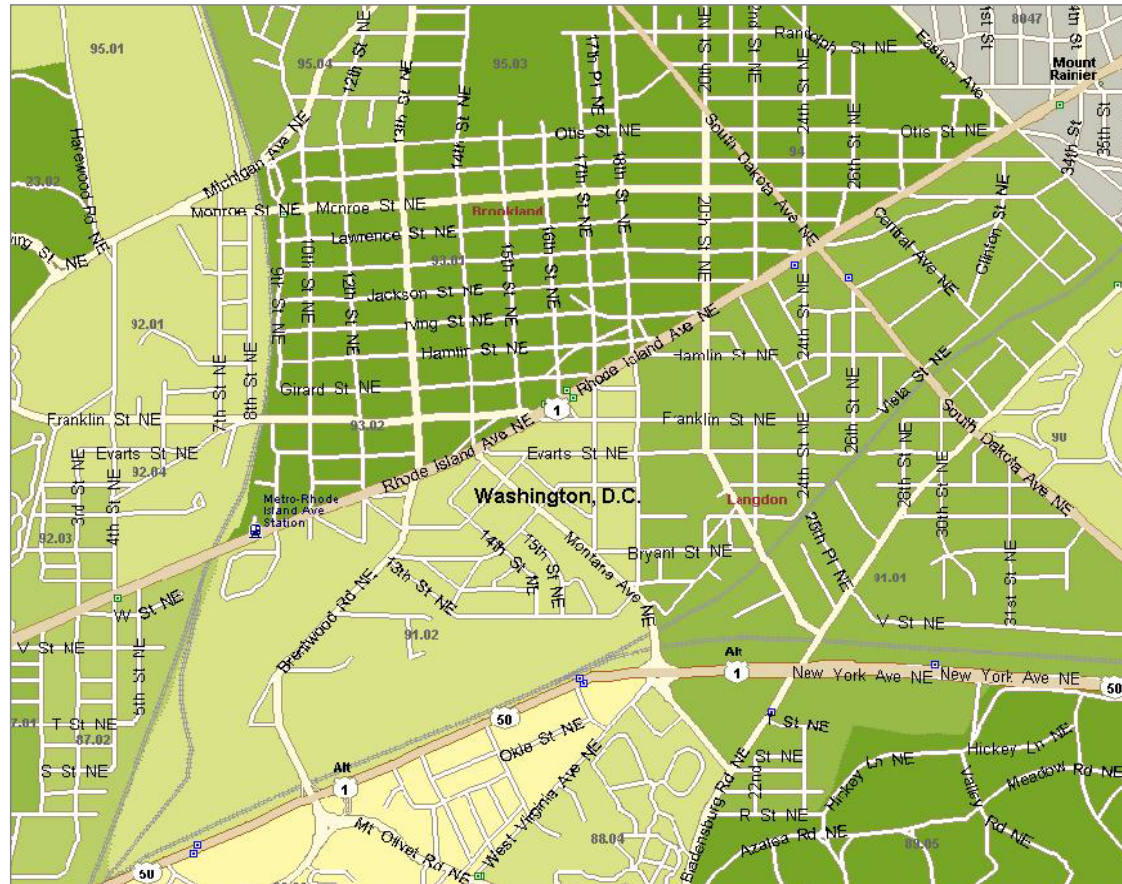 95.01
95.04
12th St NE
13th St NE
14th St NE
95.03
17th Pl NE
20th St NE
22nd St NE
Randolph St NE
24th St NE
Eastern Ave
8047
34th St
Mount
Rainier
35th St
34th St
Harewood Rd NE
23.02
Michigan Ave NE
Monroe St NE
Monroe St NE
Brookland
Otis St NE
Otis St NE
94
South Dakota Ave NE
26th St NE
Central Ave NE
Clinton St NE
17th St NE
18th St NE
20th St NE
Lawrence St NE
93.01
9th St NE
10th St NE
12th St NE
15th St NE
16th St NE
Jackson St NE
Irving St NE
Hamlin St NE
Hamlin St NE
Girard St NE
92.01
7th St NE
8th St NE
24th St NE
Rhode Island Ave NE
1
Franklin St NE
Franklin St NE
93.02
Evarts St NE
Evarts St NE
92.04
Rhode Island Ave NE
Vista St NE
South Dakota Ave NE
26th St NE
28th St NE
30th St NE
90
3rd St NE
4th St NE
92.03
Metro-Rhode
Island Ave
Station
Washington, D.C.
Langdon
24th St NE
25th Pl NE
14th St NE
15th St NE
Montana Ave NE
Bryant St NE
13th St NE
Brentwood Rd NE
91.01
91.02
31st St NE
V St NE
W St NE
V St NE
5th St NE
T St NE
87.02
S St NE
Alt
1
New York Ave NE
New York Ave NE
50
50
Okie St NE
Alt
1
T St NE
22nd St NE
R St NE
Hickey Ln NE
Hickey Ln NE
Meadow Rd NE
Valley Rd NE
Azalea Rd NE
89.05
Mt Olivet Rd NE
West Virginia Ave NE
88.04
Bladensburg Rd NE
50